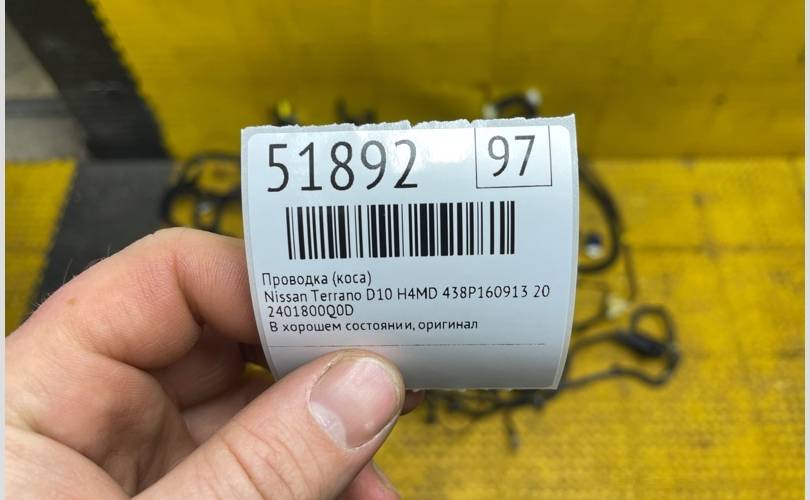 51892 97
Проводка (коса)
Nissan Terrano D10 H4MD 438P160913 20
2401800Q0D
В хорошем состоянии, оригинал